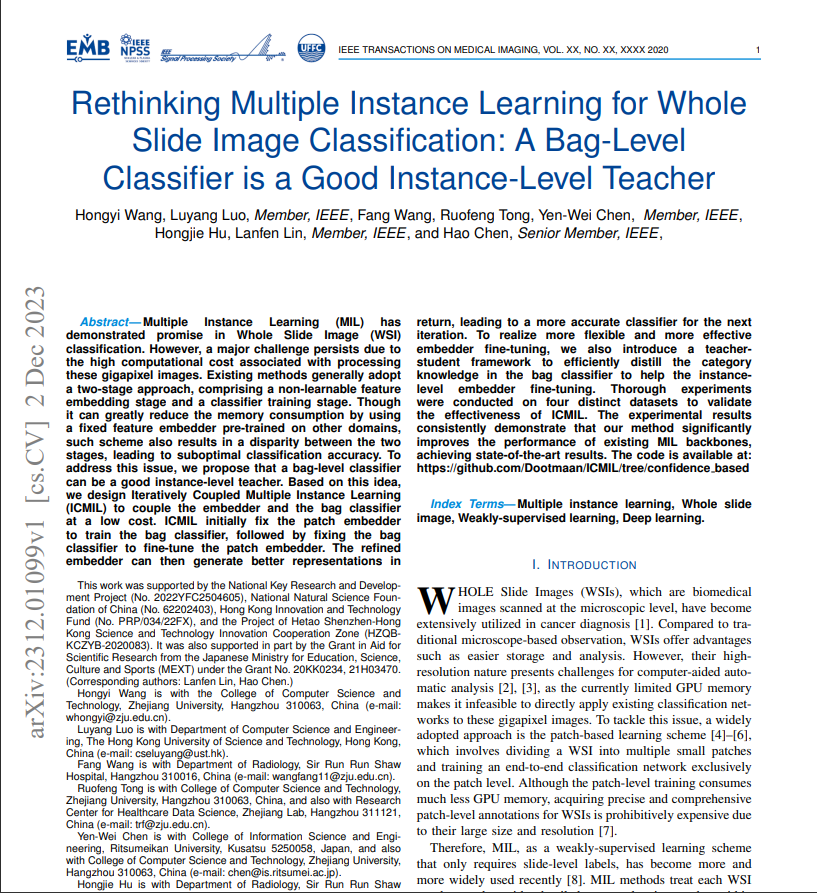 EMB IEEE NPSS IEEE Signal Processing Society UFFC IEEE TRANSACTIONS ON MEDICAL IMAGING, VOL. XX, NO. XX, XXXX 2020 1
Rethinking Multiple Instance Learning for Whole
Slide Image Classification: A Bag-Level
Classifier is a Good Instance-Level Teacher
Hongyi Wang, Luyang Luo, Member, IEEE, Fang Wang, Ruofeng Tong, Yen-Wei Chen, Member, IEEE,
Hongjie Hu, Lanfen Lin, Member, IEEE, and Hao Chen, Senior Member, IEEE,
arXiv:2312.01099v1 [cs.CV] 2 Dec 2023
Abstract—Multiple Instance Learning (MIL) has
demonstrated promise in Whole Slide Image (WSI)
classification. However, a major challenge persists due to
the high computational cost associated with processing
these gigapixel images. Existing methods generally adopt
a two-stage approach, comprising a non-learnable feature
embedding stage and a classifier training stage. Though
it can greatly reduce the memory consumption by using
a fixed feature embedder pre-trained on other domains,
such scheme also results in a disparity between the two
stages, leading to suboptimal classification accuracy. To
address this issue, we propose that a bag-level classifier
can be a good instance-level teacher. Based on this idea,
we design Iteratively Coupled Multiple Instance Learning
(ICMIL) to couple the embedder and the bag classifier
at a low cost. ICMIL initially fix the patch embedder
to train the bag classifier, followed by fixing the bag
classifier to fine-tune the patch embedder. The refined
embedder can then generate better representations in
This work was supported by the National Key Research and Develop-
ment Project (No. 2022YFC2504605), National Natural Science Foun-
dation of China (No. 62202403), Hong Kong Innovation and Technology
Fund (No. PRP/034/22FX), and the Project of Hetao Shenzhen-Hong
Kong Science and Technology Innovation Cooperation Zone (HZQB-
KCZYB-2020083). It was also supported in part by the Grant in Aid for
Scientific Research from the Japanese Ministry for Education, Science,
Culture and Sports (MEXT) under the Grant No. 20KK0234, 21H03470.
(Corresponding authors: Lanfen Lin, Hao Chen.)
Hongyi Wang is with the College of Computer Science and
Technology, Zhejiang University, Hangzhou 310063, China (e-mail:
whongyi@zju.edu.cn).
Luyang Luo is with Department of Computer Science and Engineer-
ing, The Hong Kong University of Science and Technology, Hong Kong,
China (e-mail: cseluyang@ust.hk).
Fang Wang is with Department of Radiology, Sir Run Run Shaw
Hospital, Hangzhou 310016, China (e-mail: wangfang11@zju.edu.cn).
Ruofeng Tong is with College of Computer Science and Technology,
Zhejiang University, Hangzhou 310063, China, and also with Research
Center for Healthcare Data Science, Zhejiang Lab, Hangzhou 311121,
China (e-mail: trf@zju.edu.cn).
Yen-Wei Chen is with College of Information Science and Engi-
neering, Ritsumeikan University, Kusatsu 5250058, Japan, and also
with College of Computer Science and Technology, Zhejiang University,
Hangzhou 310063, China (e-mail: chen@is.ritsumei.ac.jp).
Hongjie Hu is with Department of Radiology, Sir Run Run Shaw
return, leading to a more accurate classifier for the next
iteration. To realize more flexible and more effective
embedder fine-tuning, we also introduce a teacher-
student framework to efficiently distill the category
knowledge in the bag classifier to help the instance-
level embedder fine-tuning. Thorough experiments
were conducted on four distinct datasets to validate
the effectiveness of ICMIL. The experimental results
consistently demonstrate that our method significantly
improves the performance of existing MIL backbones,
achieving state-of-the-art results. The code is available at:
https://github.com/Dootmaan/ICMIL/tree/confidence_based
Index Terms—Multiple instance learning, Whole slide
image, Weakly-supervised learning, Deep learning.
I. INTRODUCTION
WHOLE Slide Images (WSIs), which are biomedical
images scanned at the microscopic level, have become
extensively utilized in cancer diagnosis [1]. Compared to tra-
ditional microscope-based observation, WSIs offer advantages
such as easier storage and analysis. However, their high-
resolution nature presents challenges for computer-aided auto-
matic analysis [2], [3], as the currently limited GPU memory
makes it infeasible to directly apply existing classification net-
works to these gigapixel images. To tackle this issue, a widely
adopted approach is the patch-based learning scheme [4]–[6],
which involves dividing a WSI into multiple small patches
and training an end-to-end classification network exclusively
on the patch level. Although the patch-level training consumes
much less GPU memory, acquiring precise and comprehensive
patch-level annotations for WSIs is prohibitively expensive due
to their large size and resolution [7].
Therefore, MIL, as a weakly-supervised learning scheme
that only requires slide-level labels, has become more and
more widely used recently [8]. MIL methods treat each WSI